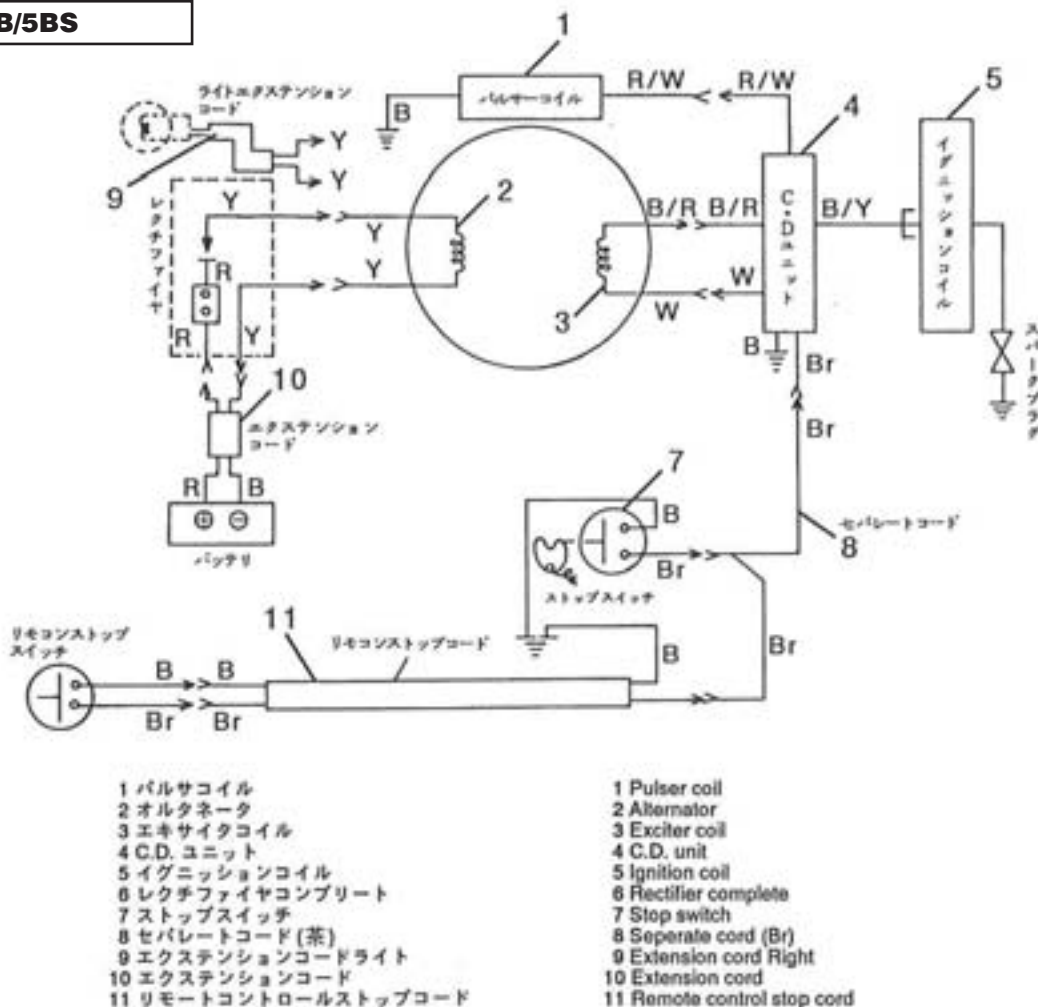 B/5BS
1
R/W
R/W
パルサーコイル
B
ライトエクステンション
コード
Y
Y
9
レクチファイヤ
Y
R
R
Y
Y
Y
2
3
B/R
B/R
W
W
4
C.Dユニット
B
B/Y
5
イグニッションコイル
スパークプラグ
Br
Br
10
エクステンション
コード
R
B
⊕ ⊖
バッテリ
7
B
Br
ストップスイッチ
セパレートコード
8
リモコンストップ
スイッチ
B
B
Br
Br
11
リモコンストップコード
B
Br
1 パルサコイル
2 オルタネータ
3 エキサイタコイル
4 C.D. ユニット
5 イグニッションコイル
6 レクチファイヤコンプリート
7 ストップスイッチ
8 セパレートコード(茶)
9 エクステンションコードライト
10 エクステンションコード
11 リモートコントロールストップコード
1 Pulser coil
2 Alternator
3 Exciter coil
4 C.D. unit
5 Ignition coil
6 Rectifier complete
7 Stop switch
8 Seperate cord (Br)
9 Extension cord Right
10 Extension cord
11 Remote control stop cord